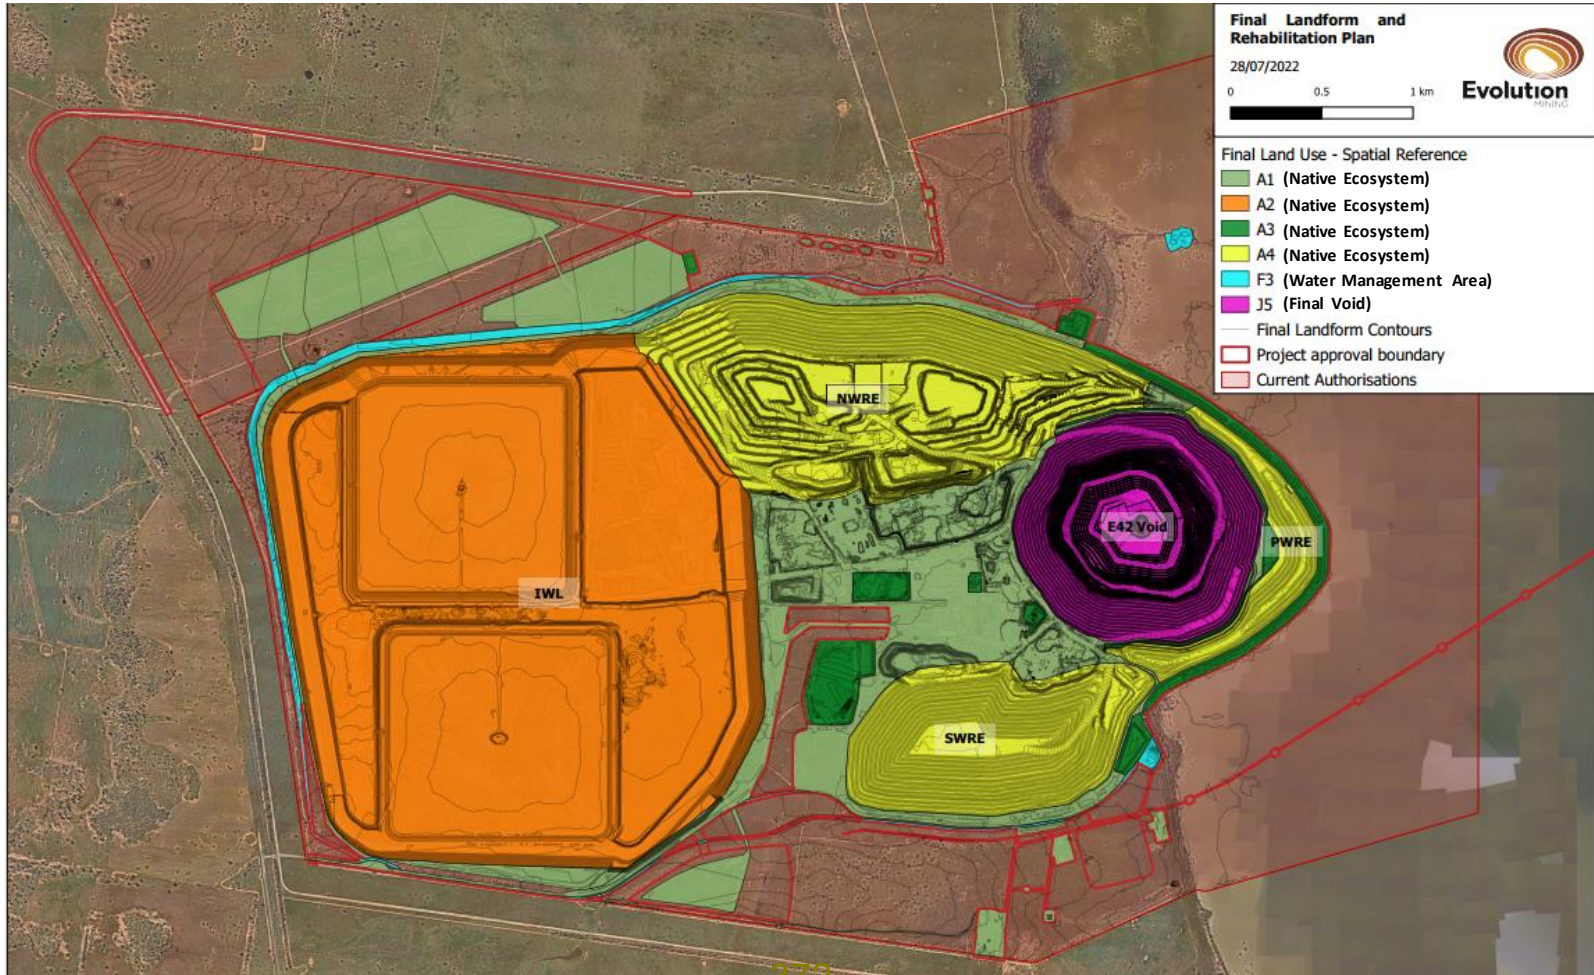 Final Landform and
Rehabilitation Plan
28/07/2022
0 0.5 1 km
Evolution
MINING
Final Land Use - Spatial Reference
A1 (Native Ecosystem)
A2 (Native Ecosystem)
A3 (Native Ecosystem)
A4 (Native Ecosystem)
F3 (Water Management Area)
J5 (Final Void)
Final Landform Contours
Project approval boundary
Current Authorisations
NWRE
E42 Void
PWRE
IWL
SWRE